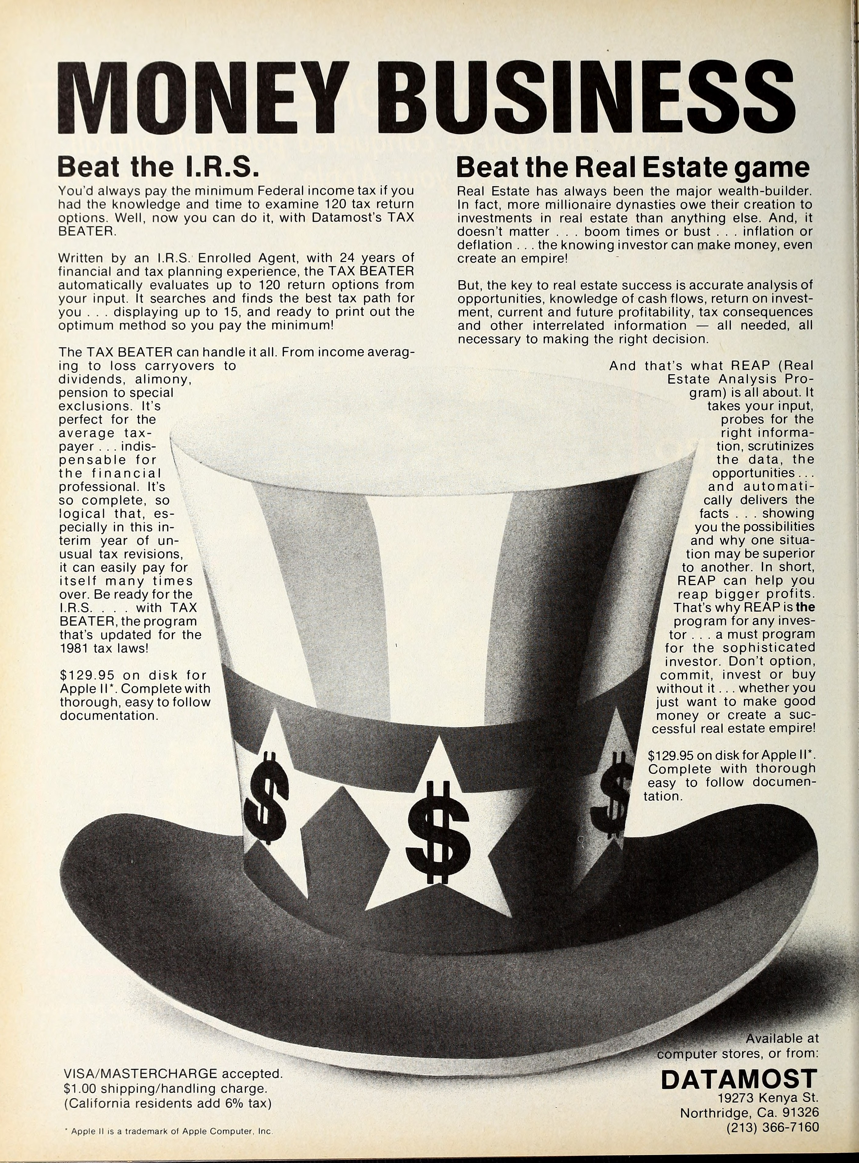 MONEY BUSINESS
Beat the I.R.S.
You'd always pay the minimum Federal income tax if you
had the knowledge and time to examine 120 tax return
options. Well, now you can do it, with Datamost's TAX
BEATER.
Written by an I.R.S. Enrolled Agent, with 24 years of
financial and tax planning experience, the TAX BEATER
automatically evaluates up to 120 return options from
your input. It searches and finds the best tax path for
you . . . displaying up to 15, and ready to print out the
optimum method so you pay the minimum!
The TAX BEATER can handle it all. From income averag-
ing to loss carryovers to
dividends, alimony,
pension to special
exclusions. It's
perfect for the
average tax-
payer . . . indis-
pensable for
the financial
professional. It's
so complete, so
logical that, es-
pecially in this in-
terim year of un-
usual tax revisions,
it can easily pay for
itself many times
over. Be ready for the
I.R.S. . . . with TAX
BEATER, the program
that's updated for the
1981 tax laws!
$129.95 on disk for
Apple II*. Complete with
thorough, easy to follow
documentation.
Beat the Real Estate game
Real Estate has always been the major wealth-builder.
In fact, more millionaire dynasties owe their creation to
investments in real estate than anything else. And, it
doesn't matter . . . boom times or bust . . . inflation or
deflation . . . the knowing investor can make money, even
create an empire!
But, the key to real estate success is accurate analysis of
opportunities, knowledge of cash flows, return on invest-
ment, current and future profitability, tax consequences
and other interrelated information — all needed, all
necessary to making the right decision.
And that's what REAP (Real
Estate Analysis Pro-
gram) is all about. It
takes your input,
probes for the
right informa-
tion, scrutinizes
the data, the
opportunities . . .
and automati-
cally delivers the
facts . . . showing
you the possibilities
and why one situa-
tion may be superior
to another. In short,
REAP can help you
reap bigger profits.
That's why REAP is the
program for any inves-
tor . . . a must program
for the sophisticated
investor. Don't option,
commit, invest or buy
without it . . . whether you
just want to make good
money or create a suc-
cessful real estate empire!
$129.95 on disk for Apple II*.
Complete with thorough
easy to follow documen-
tation.
$ $ $
VISA/MASTERCHARGE accepted.
$1.00 shipping/handling charge.
(California residents add 6% tax)
* Apple II is a trademark of Apple Computer, Inc.
Available at
computer stores, or from:
DATAMOST
19273 Kenya St.
Northridge, Ca. 91326
(213) 366-7160